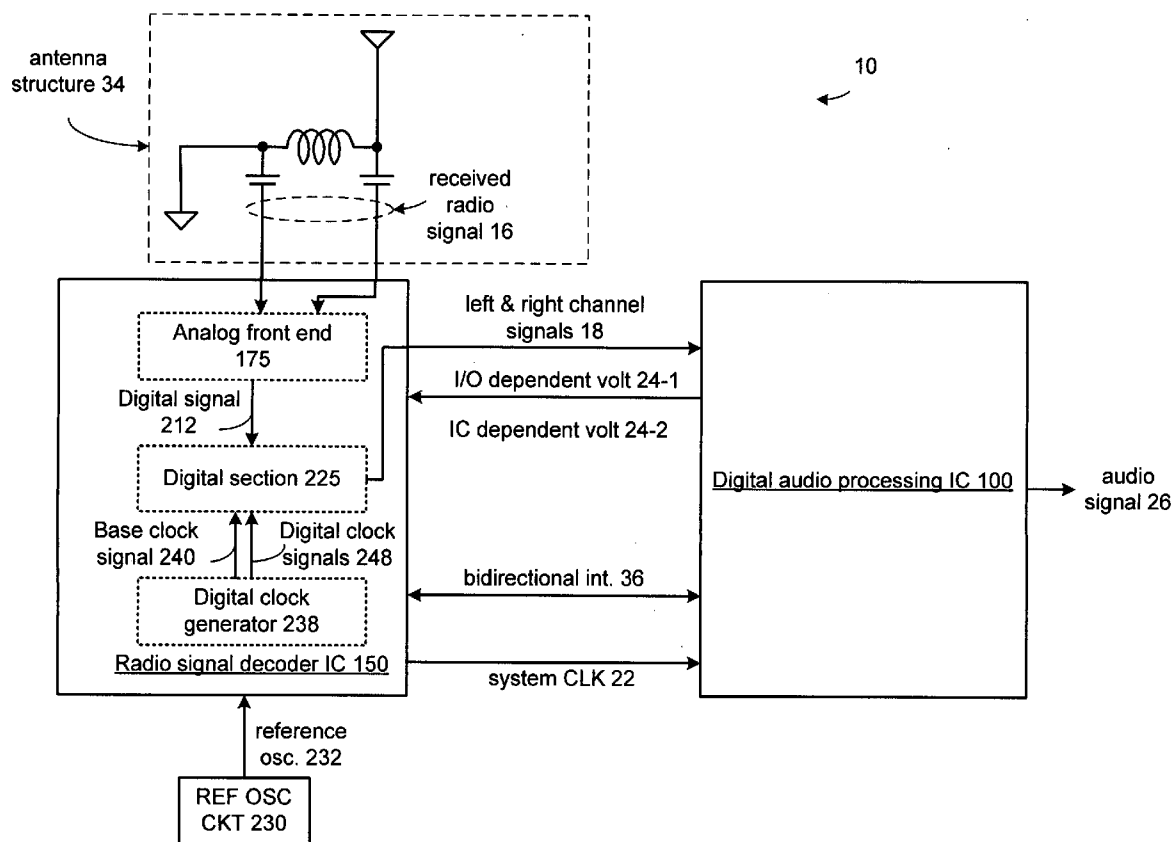 antenna
structure 34
10
received
radio
signal 16
left & right channel
signals 18
Analog front end
175
I/O dependent volt 24-1
Digital signal
212
IC dependent volt 24-2
Digital section 225
Digital audio processing IC 100
audio
signal 26
Base clock
signal 240
Digital clock
signals 248
bidirectional int. 36
Digital clock
generator 238
Radio signal decoder IC 150
system CLK 22
reference
osc. 232
REF OSC
CKT 230